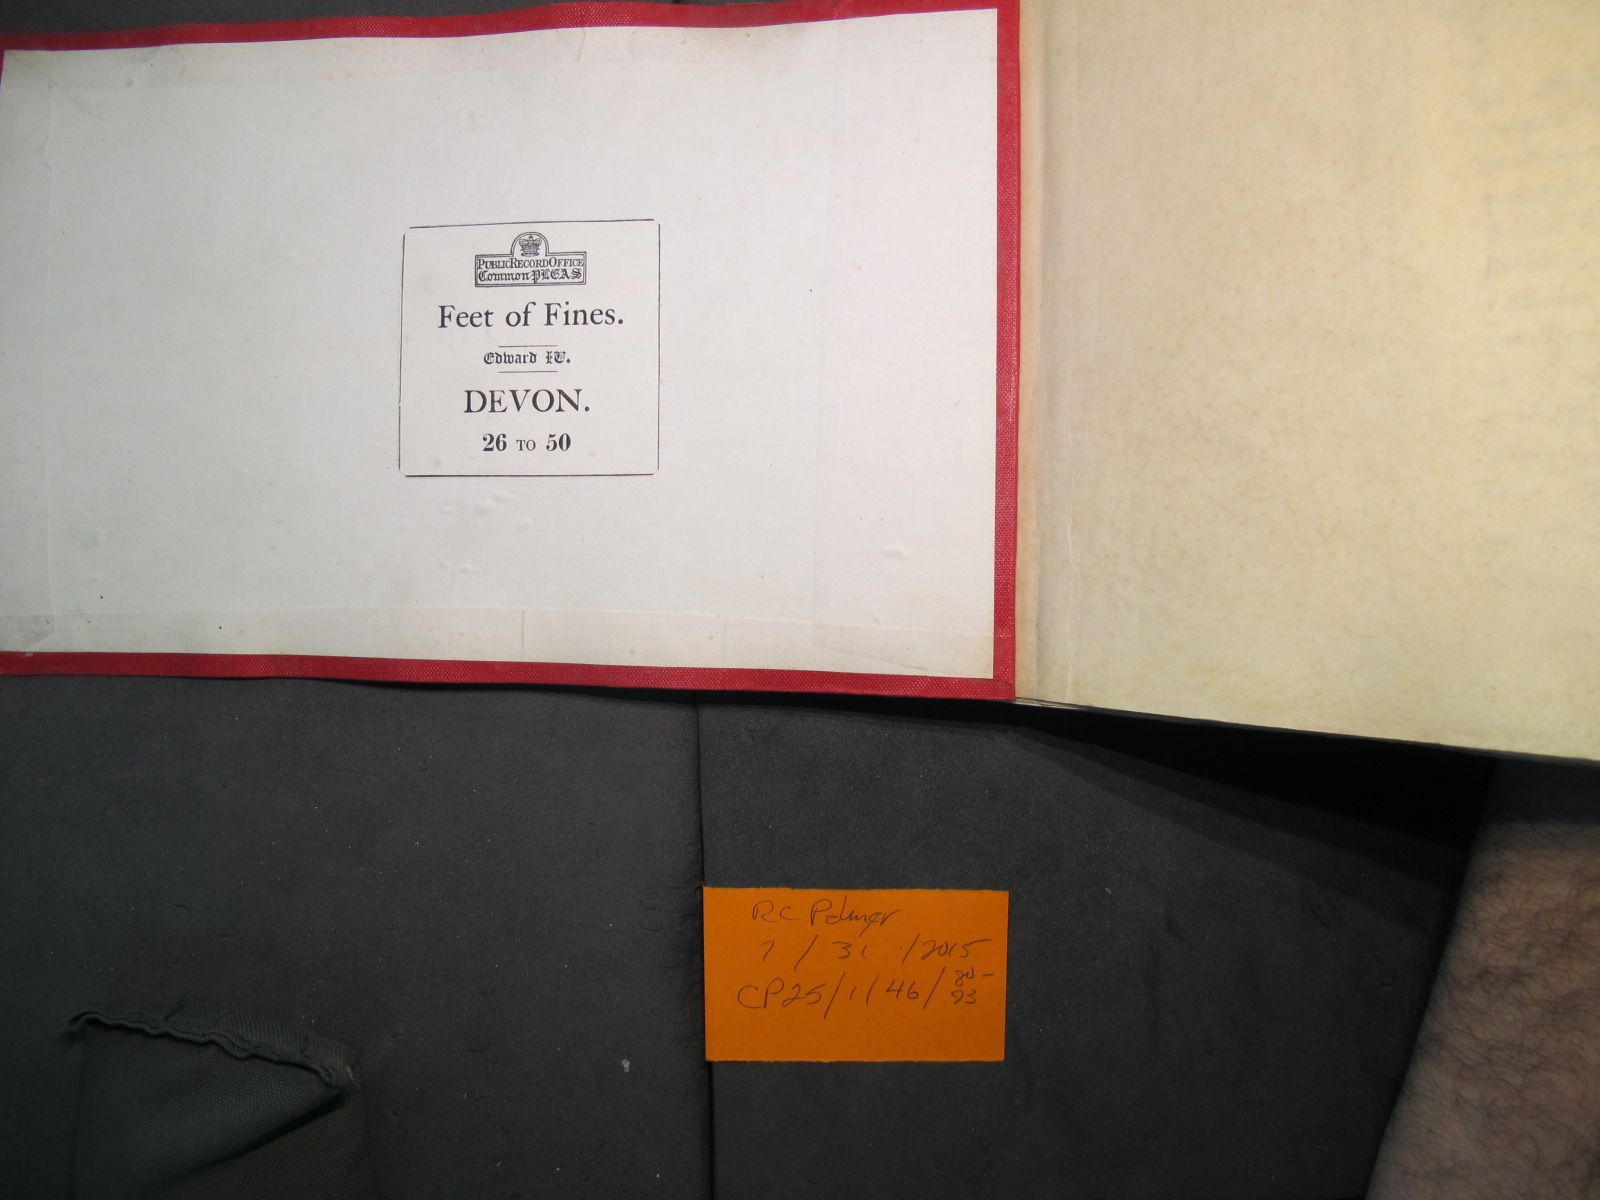 PUBLIC RECORD OFFICE
Common PLEAS
Feet of Fines.
Edward IV.
DEVON.
26 TO 50
RC Palmer
7 / 31 /2015
CP25/1/46/80-
93